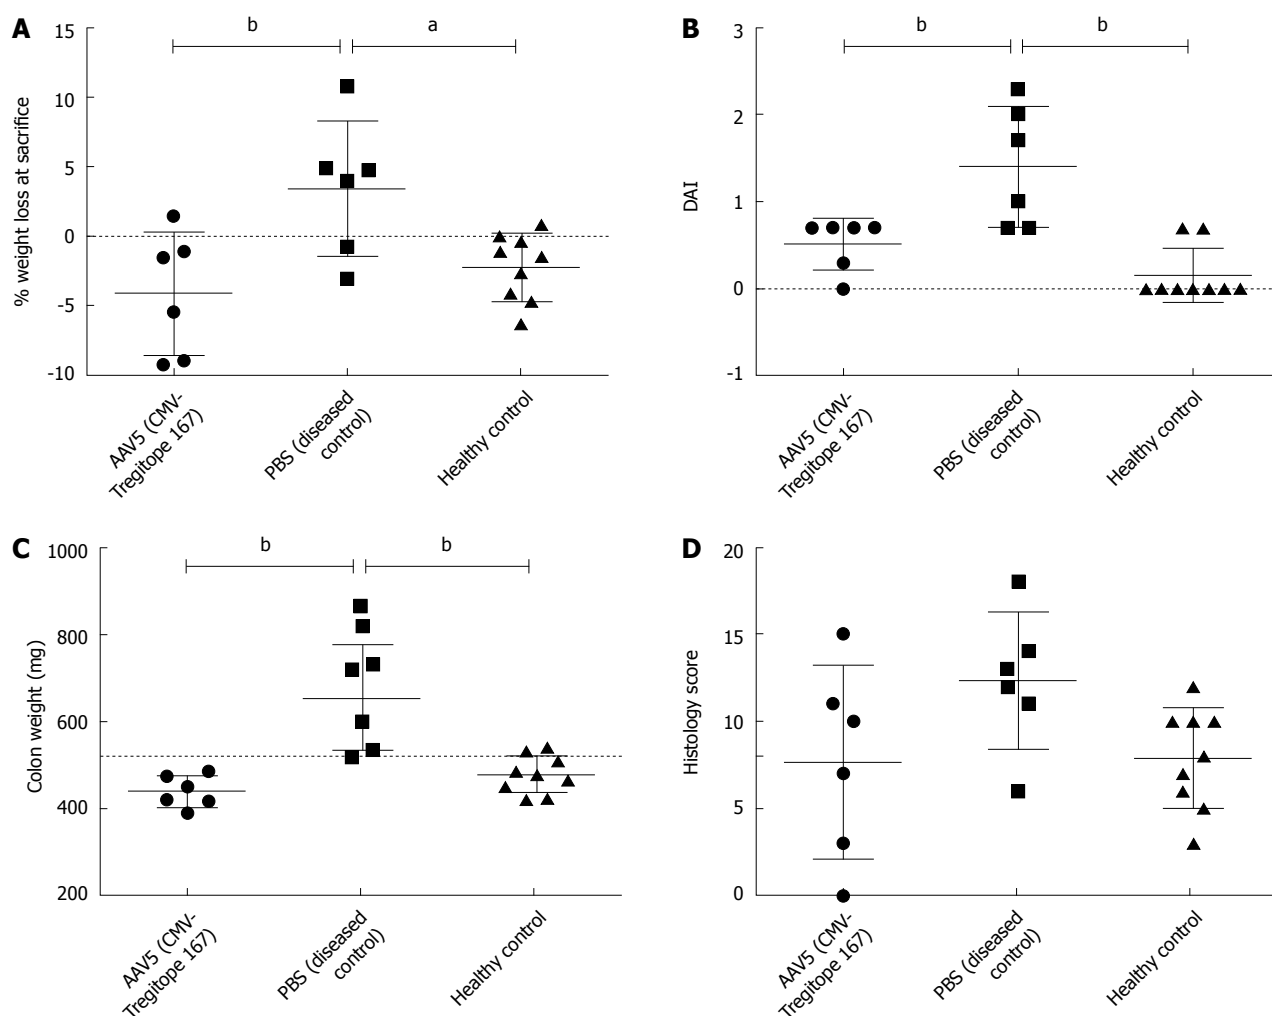 A
b
a
15
10
5
0
-5
-10
% weight loss at sacrifice
AAV5 (CMV-
Tregitope 167)
PBS (diseased
control)
Healthy control
B
b
b
3
2
1
0
-1
DAI
AAV5 (CMV-
Tregitope 167)
PBS (diseased
control)
Healthy control
C
b
b
1000
800
600
400
200
Colon weight (mg)
AAV5 (CMV-
Tregitope 167)
PBS (diseased
control)
Healthy control
D
20
15
10
5
0
Histology score
AAV5 (CMV-
Tregitope 167)
PBS (diseased
control)
Healthy control